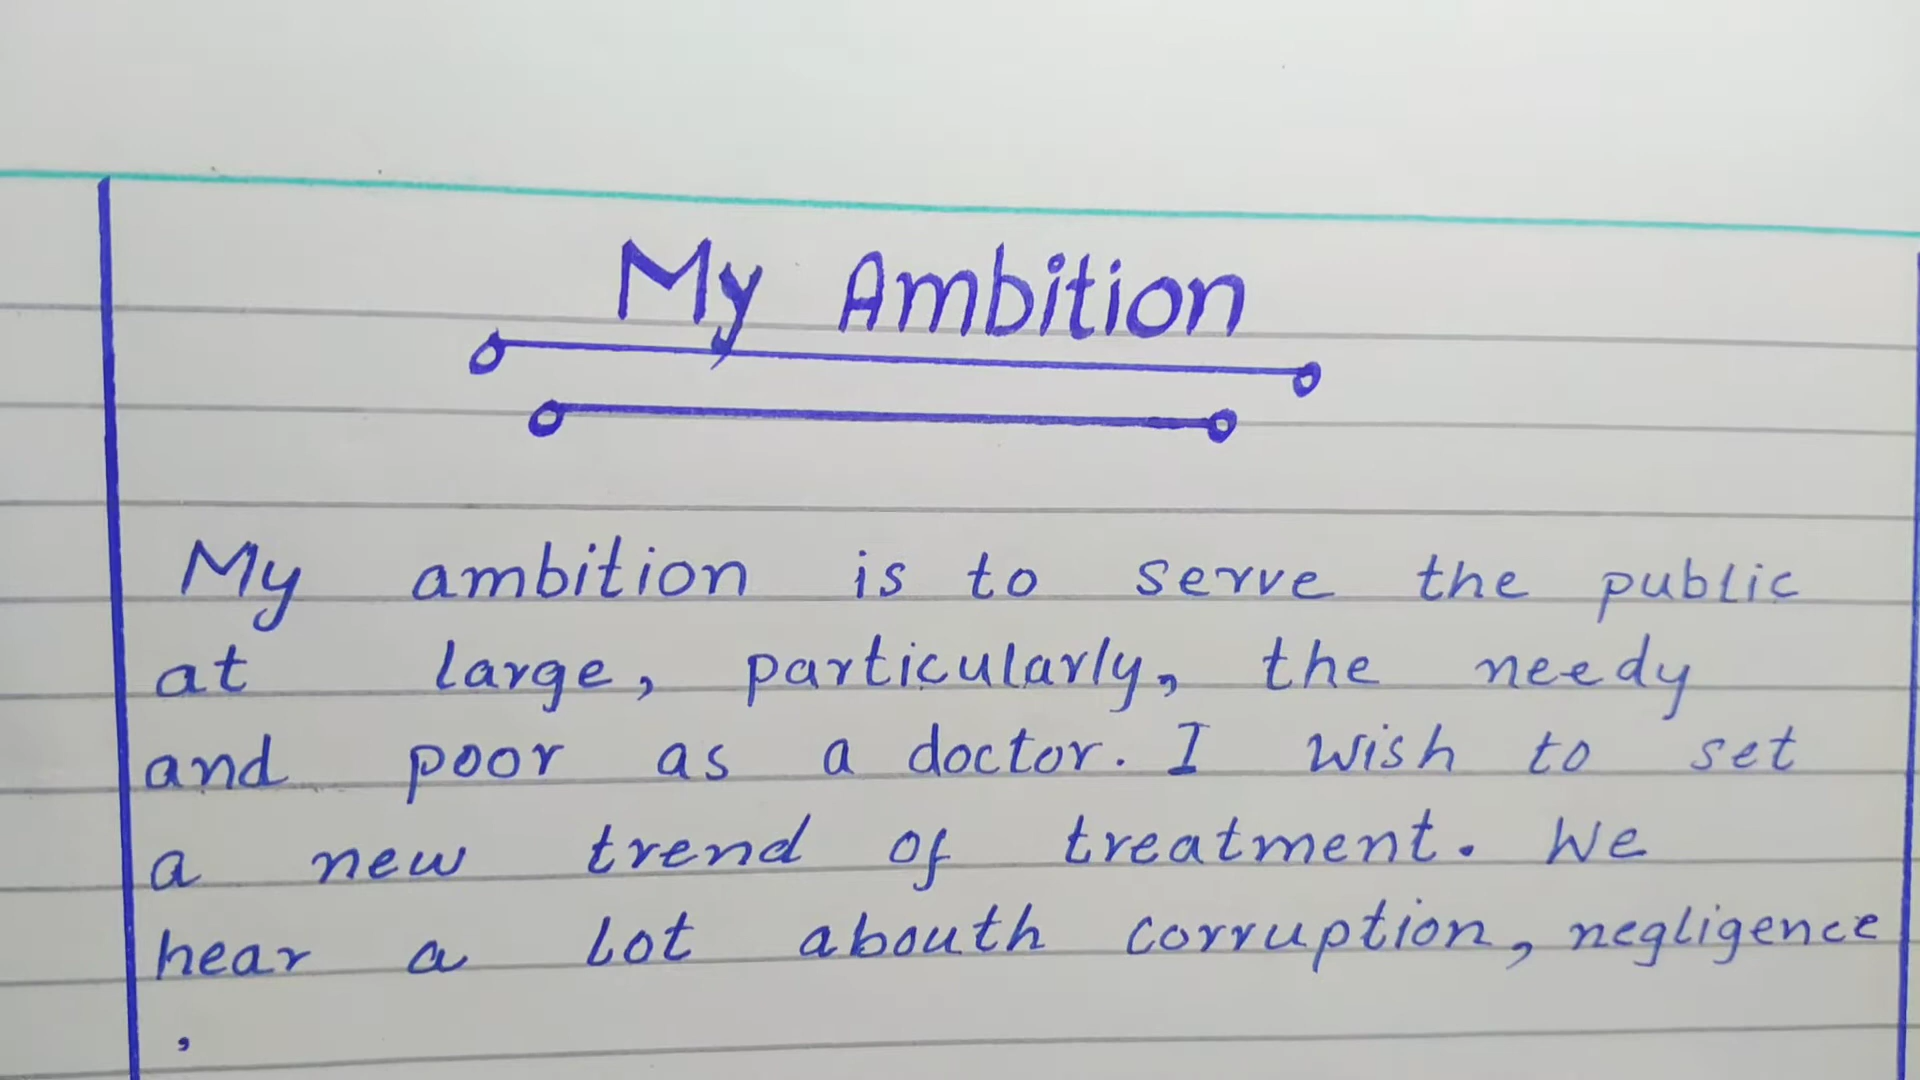 My Ambition
My ambition is to serve the public
at large, particularly, the needy
and poor as a doctor. I wish to set
a new trend of treatment. We
hear a lot abouth corruption, negligence
,